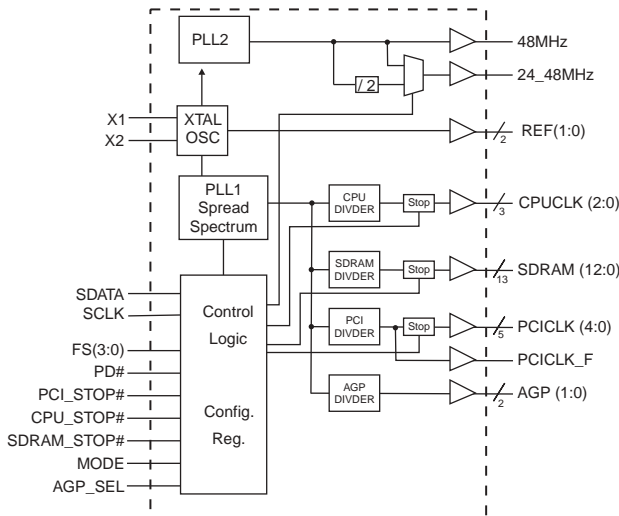 PLL2
48MHz
/ 2
24_48MHz
X1
X2
XTAL
OSC
2
REF(1:0)
PLL1
Spread
Spectrum
CPU
DIVDER
Stop
3
CPUCLK (2:0)
SDRAM
DIVDER
Stop
13
SDRAM (12:0)
PCI
DIVDER
Stop
5
PCICLK (4:0)
PCICLK_F
AGP
DIVDER
2
AGP (1:0)
SDATA
SCLK
FS(3:0)
PD#
PCI_STOP#
CPU_STOP#
SDRAM_STOP#
MODE
AGP_SEL
Control
Logic
Config.
Reg.